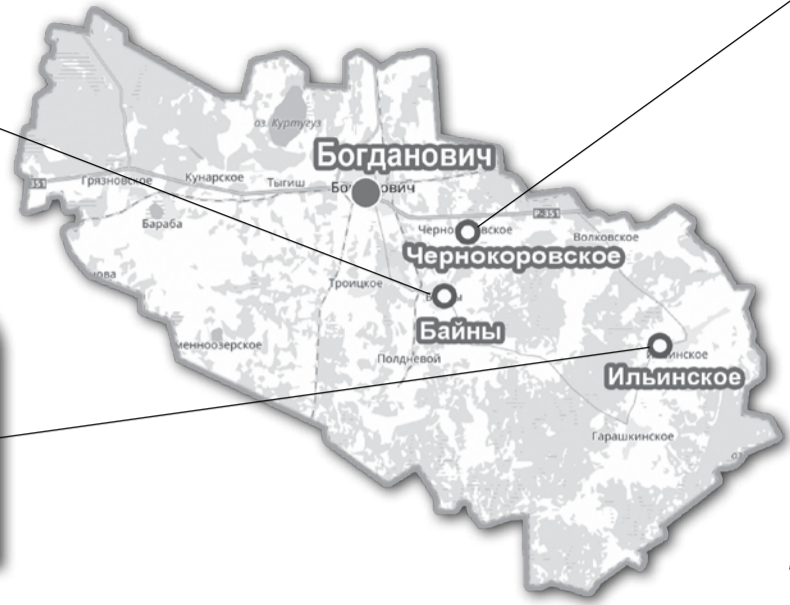 оз. Куртугуз
Богданович
351
Грязновское
Кунарское
Тыгиш
Бараба
Р-351
Чернокоровское
Волковское
Троицкое
Байны
Полдневой
Ильинское
Гарашкинское